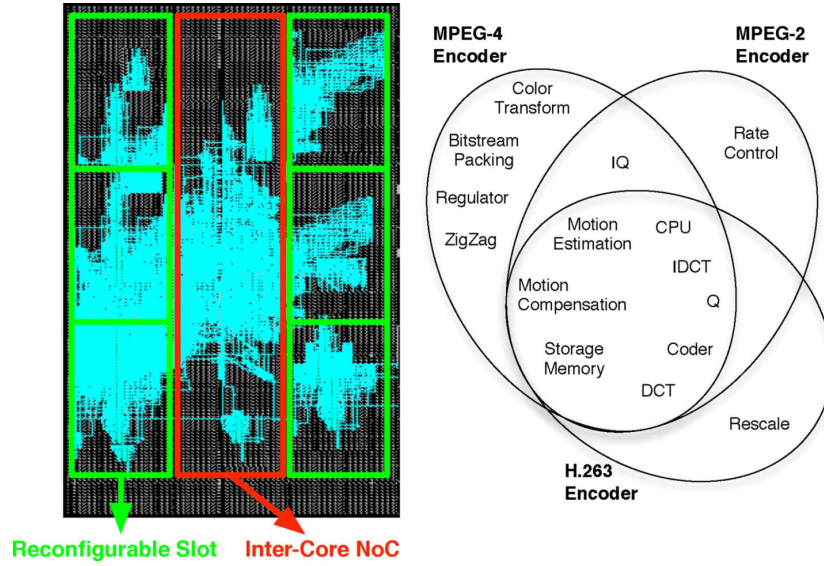 MPEG-4
Encoder
MPEG-2
Encoder
Color
Transform
Bitstream
Packing
IQ
Rate
Control
Regulator
ZigZag
Motion
Estimation
CPU
IDCT
Motion
Compensation
Q
Storage
Memory
Coder
DCT
Rescale
H.263
Encoder
Reconfigurable Slot
Inter-Core NoC